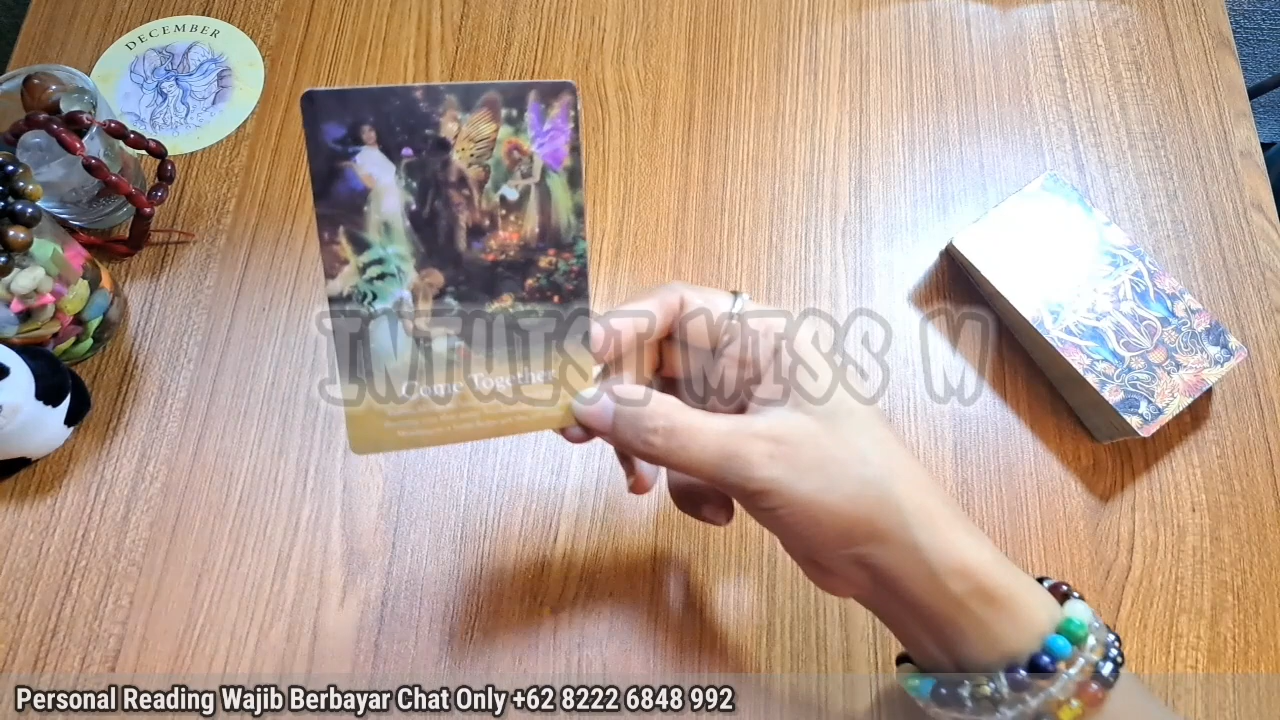 DECEMBER
Come Together
INTUISI MISS M
Personal Reading Wajib Berbayar Chat Only +62 8222 6848 992